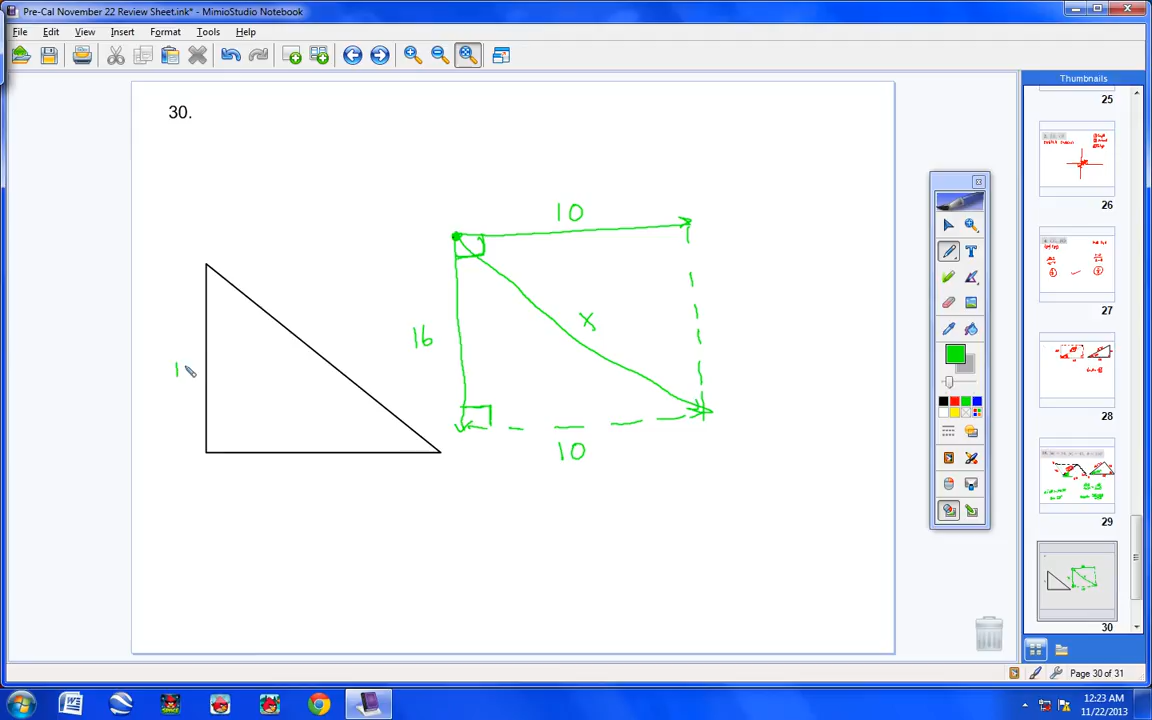 Pre-Cal November 22 Review Sheet.ink* - MimioStudio Notebook
File Edit View Insert Format Tools Help
Thumbnails
30.
10
16
x
10
1
25
26
27
28
29
30
Page 30 of 31
12:23 AM
11/22/2013